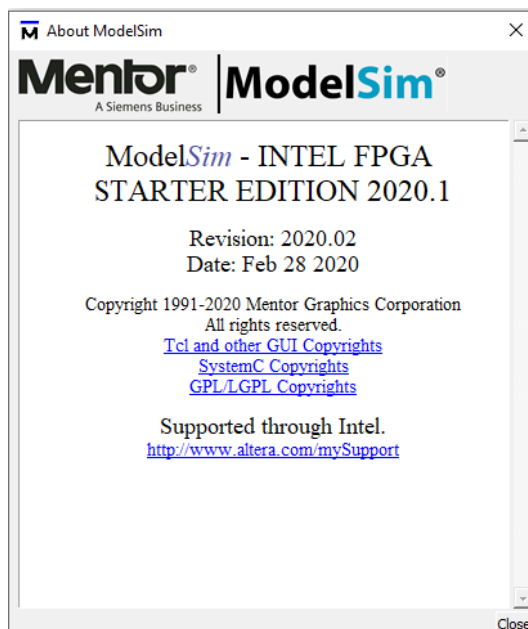 About ModelSim
Mentor®
A Siemens Business
ModelSim®
ModelSim - INTEL FPGA
STARTER EDITION 2020.1
Revision: 2020.02
Date: Feb 28 2020
Copyright 1991-2020 Mentor Graphics Corporation
All rights reserved.
Tcl and other GUI Copyrights
SystemC Copyrights
GPL/LGPL Copyrights
Supported through Intel.
http://www.altera.com/mySupport
Close